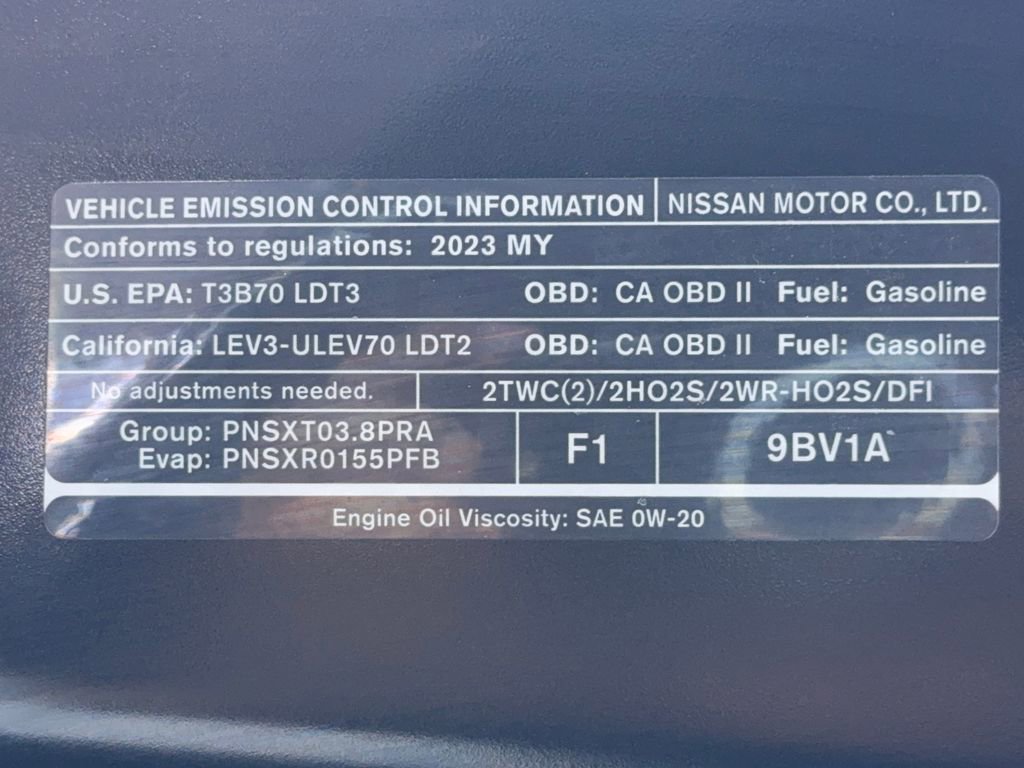 VEHICLE EMISSION CONTROL INFORMATION NISSAN MOTOR CO., LTD.
Conforms to regulations: 2023 MY
U.S. EPA: T3B70 LDT3 OBD: CA OBD II Fuel: Gasoline
California: LEV3-ULEV70 LDT2 OBD: CA OBD II Fuel: Gasoline
No adjustments needed. 2TWC(2)/2HO2S/2WR-HO2S/DFI
Group: PNSXT03.8PRA
Evap: PNSXR0155PFB
F1
9BV1A
Engine Oil Viscosity: SAE 0W-20